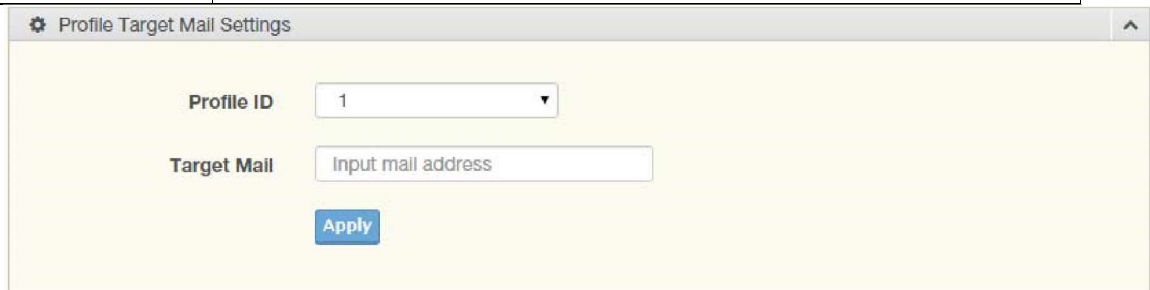 Profile Target Mail Settings
Profile ID 1
Target Mail Input mail address
Apply